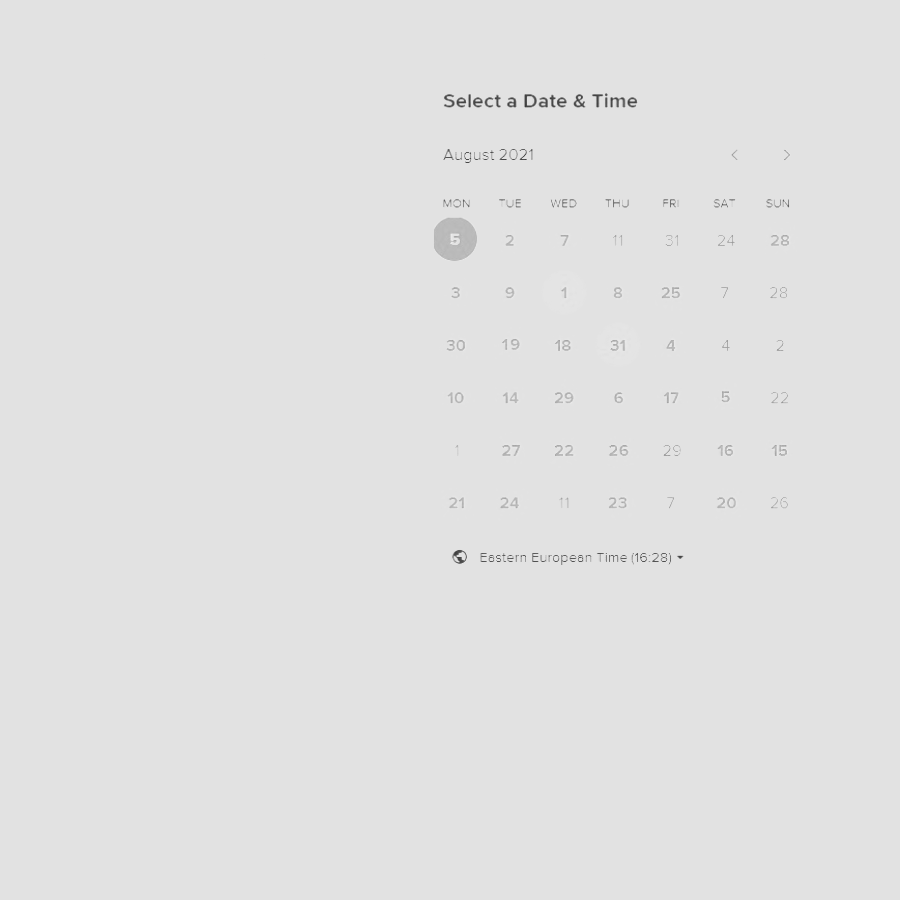 Select a Date & Time
August 2021
MON TUE WED THU FRI SAT SUN
5 2 7 11 31 24 28
3 9 1 8 25 7 28
30 19 18 31 4 4 2
10 14 29 6 17 5 22
1 27 22 26 29 16 15
21 24 11 23 7 20 26
Eastern European Time (16:28)